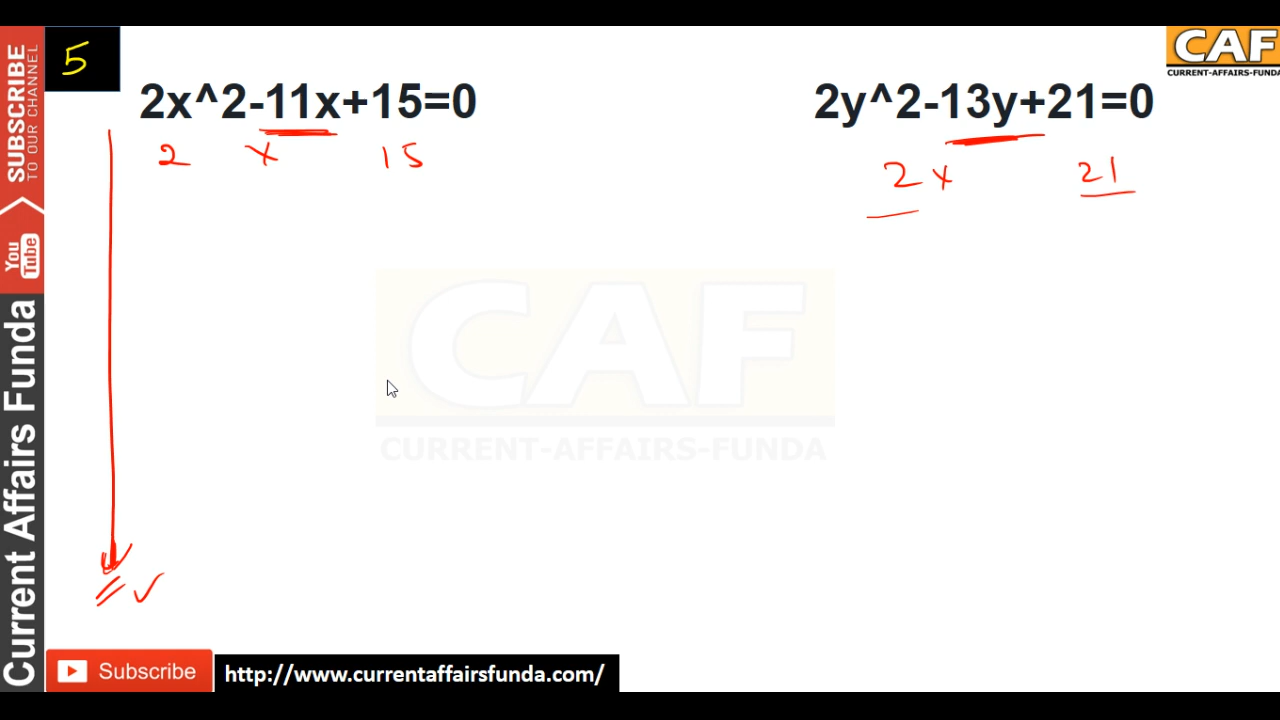 5
CAF
CURRENT-AFFAIRS-FUNDA
2x^2-11x+15=0
2y^2-13y+21=0
2 x 15
2 x 21
CAF
CURRENT-AFFAIRS-FUNDA
SUBSCRIBE
TO OUR CHANNEL
You
Tube
Current Affairs Funda
Subscribe
http://www.currentaffairsfunda.com/